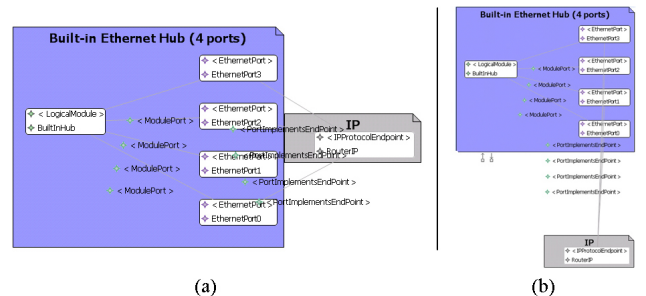 Built-in Ethernet Hub (4 ports)
< EthernetPort >
EthernetPort3
< LogicalModule >
BuiltInHub
< ModulePort >
< EthernetPort >
EthernetPort2
< PortImplementsEndPoint >
IP
< IPProtocolEndpoint >
RouterIP
< ModulePort >
< EthernetPort >
EthernetPort1
< PortImplementsEndPoint >
< ModulePort >
< PortImplementsEndPoint >
< ModulePort >
< EthernetPort >
EthernetPort0
< PortImplementsEndPoint >
(a)
Built-in Ethernet Hub (4 ports)
< EthernetPort >
EthernetPort3
< LogicalModule >
BuiltInHub
< ModulePort >
< EthernetPort >
EthernetPort2
< ModulePort >
< EthernetPort >
EthernetPort1
< ModulePort >
< ModulePort >
< EthernetPort >
EthernetPort0
< PortImplementsEndPoint >
< PortImplementsEndPoint >
< PortImplementsEndPoint >
< PortImplementsEndPoint >
IP
< IPProtocolEndpoint >
RouterIP
(b)